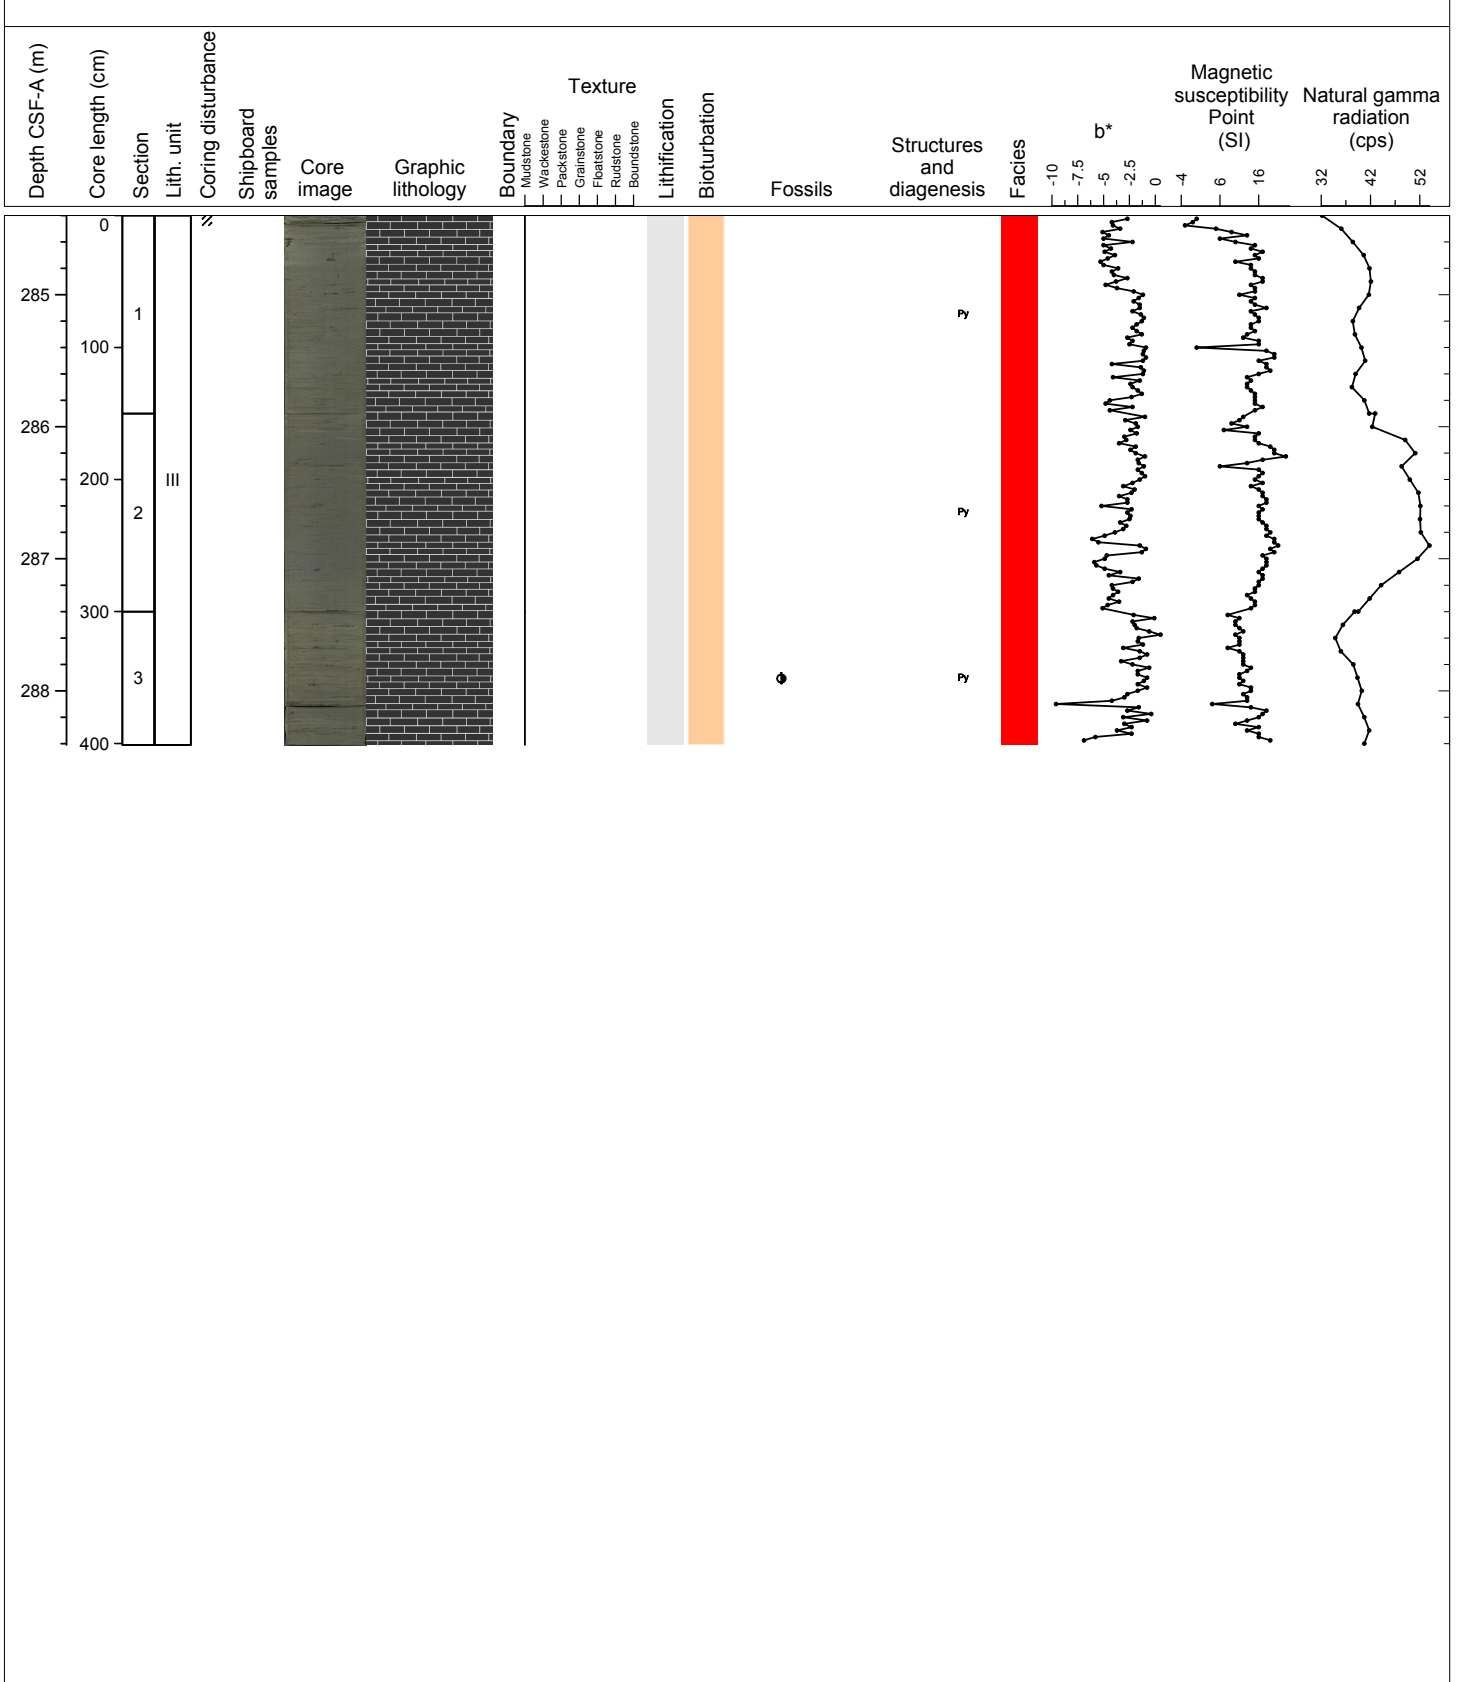 Depth CSF-A (m)
Core length (cm)
Section
Lith. unit
Coring disturbance
Shipboard
samples
Core
image
Graphic
lithology
Boundary
Texture
Mudstone
Wackestone
Packstone
Grainstone
Floatstone
Rudstone
Boundstone
Lithification
Bioturbation
Fossils
Structures
and
diagenesis
Facies
b*
-10
-7.5
-5
-2.5
0
Magnetic
susceptibility
Point
(SI)
-4
6
16
Natural gamma
radiation
(cps)
32
42
52
0
285
1
Py
100
286
200
III
2
Py
287
300
3
Py
288
400